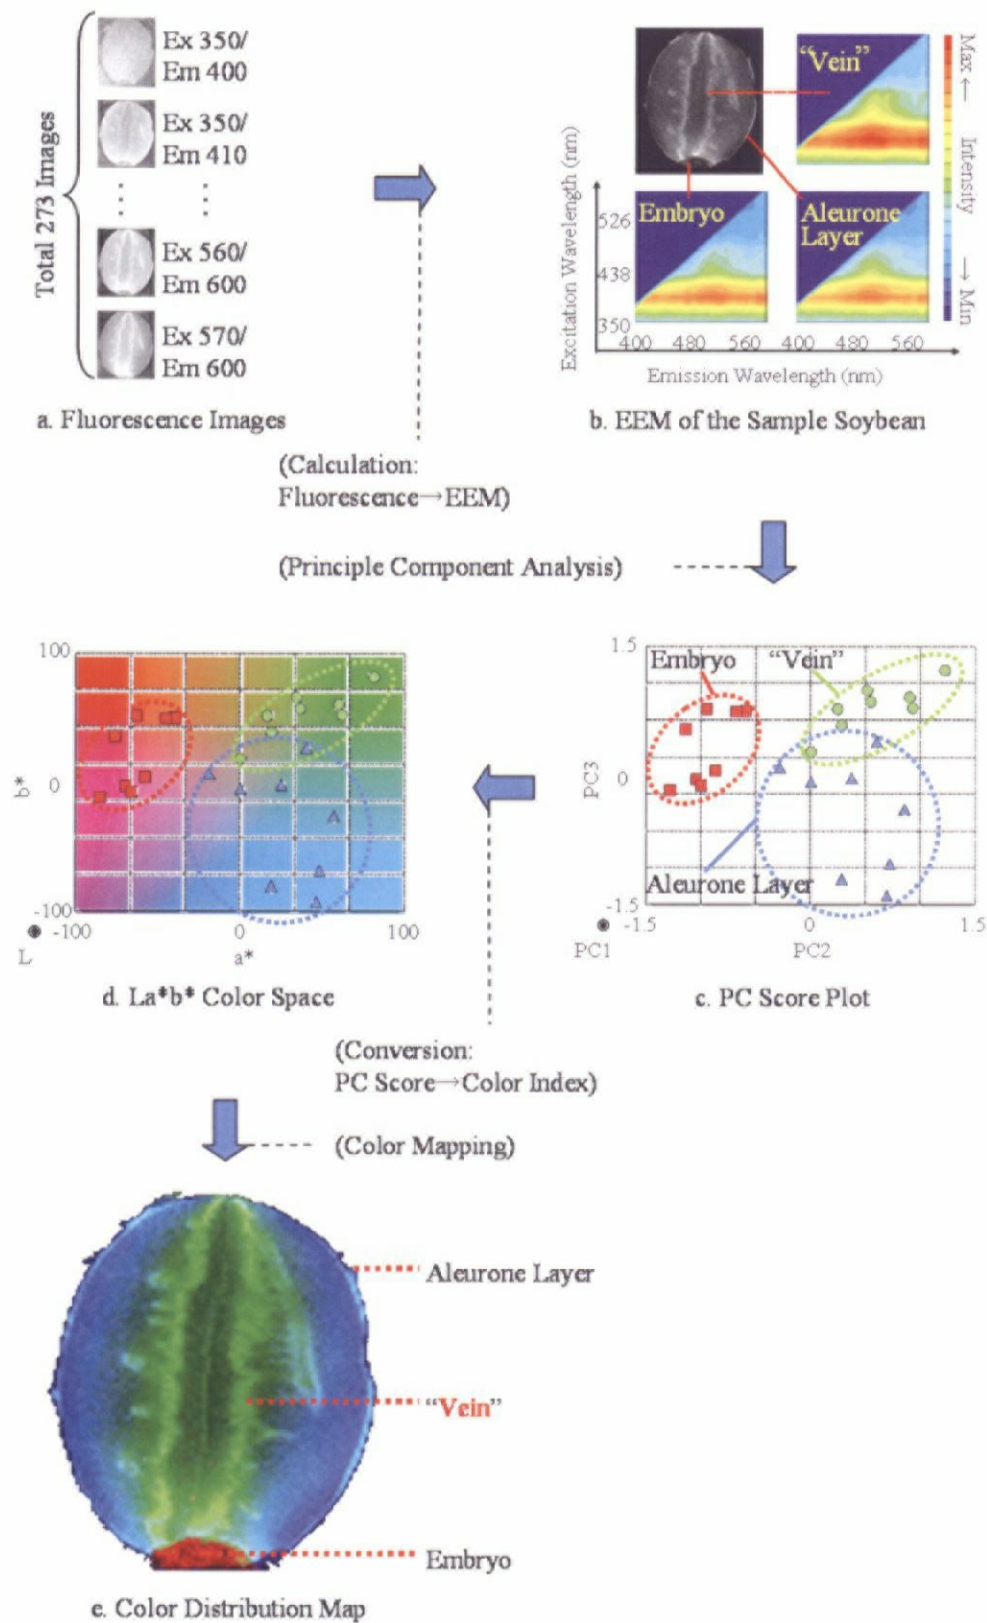 Total 273 Images
Ex 350/
Em 400
Ex 350/
Em 410
Ex 560/
Em 600
Ex 570/
Em 600
a. Fluorescence Images
"Vein"
Embryo
Aleurone
Layer
Max ← Intensity → Min
Excitation Wavelength (nm)
526
438
350
400 480 560 400 480 560
Emission Wavelength (nm)
b. EEM of the Sample Soybean
(Calculation:
Fluorescence→EEM)
(Principle Component Analysis)
1.5
Embryo "Vein"
PC3
0
Aleurone Layer
-1.5
-1.5 0 1.5
PC1 PC2
c. PC Score Plot
100
b*
0
-100
-100 0 100
L a*
d. La*b* Color Space
(Conversion:
PC Score→Color Index)
(Color Mapping)
Aleurone Layer
"Vein"
Embryo
e. Color Distribution Map